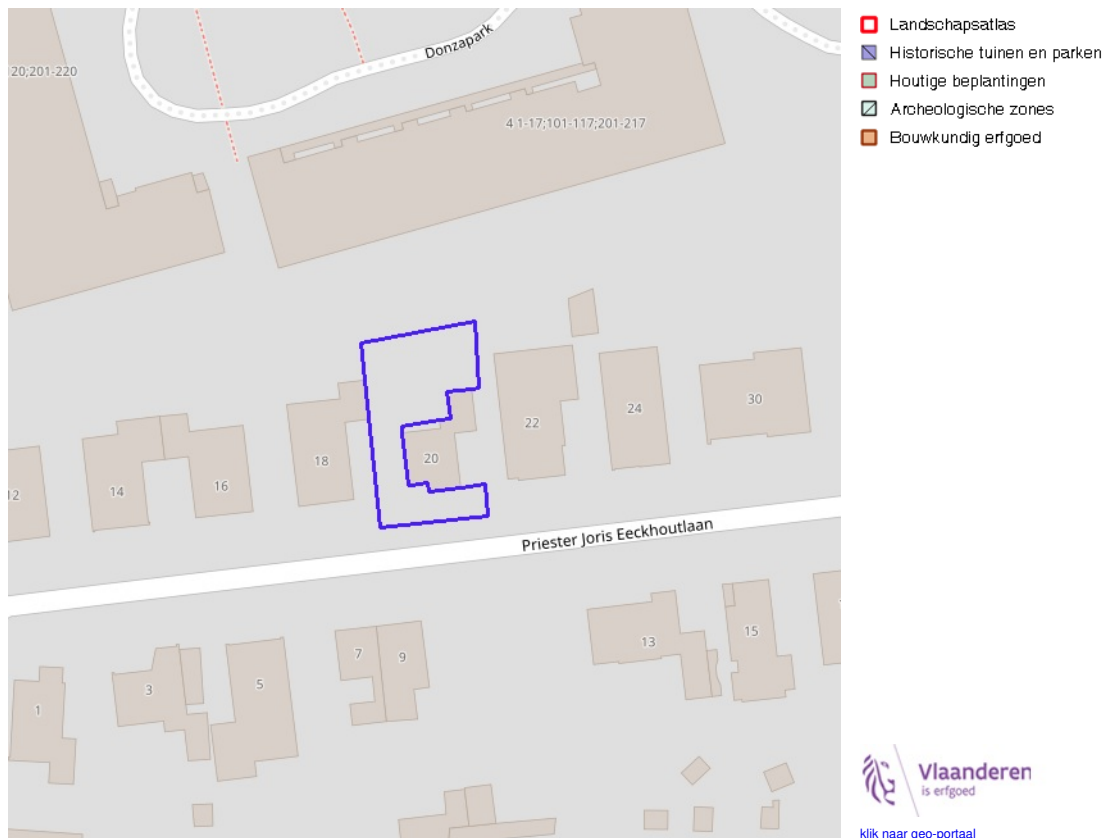 Donzapark
20;201-220
4 1-17;101-117;201-217
12
14
16
18
20
22
24
30
Priester Joris Eeckhoutlaan
1
3
5
7
9
13
15
Landschapsatlas
Historische tuinen en parken
Houtige beplantingen
Archeologische zones
Bouwkundig erfgoed
Vlaanderen
is erfgoed
klik naar geo-portaal